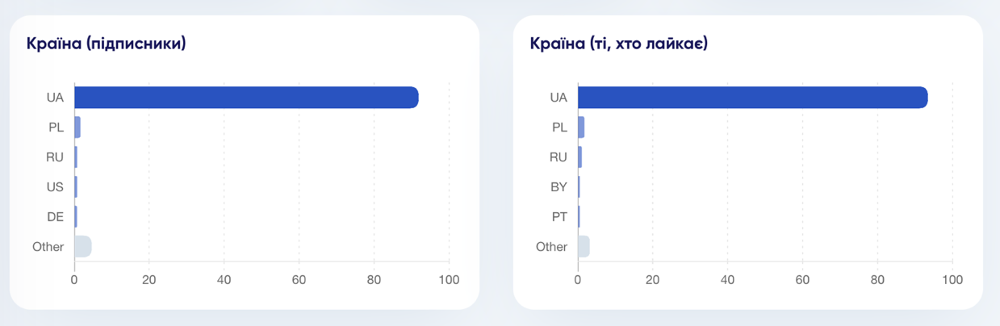 Країна (підписники)
UA
PL
RU
US
DE
Other
0 20 40 60 80 100
Країна (ті, хто лайкає)
UA
PL
RU
BY
PT
Other
0 20 40 60 80 100